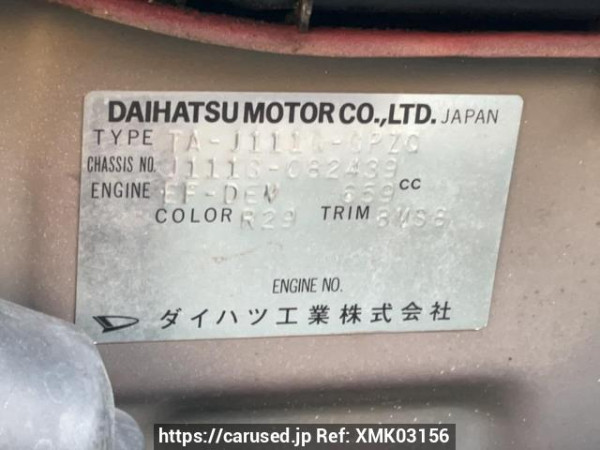 DAIHATSU MOTOR CO.,LTD. JAPAN
TYPE TA-J111G-GPZC
CHASSIS NO. J111G-082439
ENGINE EF-DEV 659 CC
COLOR R29 TRIM
ENGINE NO.
ダイハツ工業株式会社
https://carused.jp Ref: XMK03156